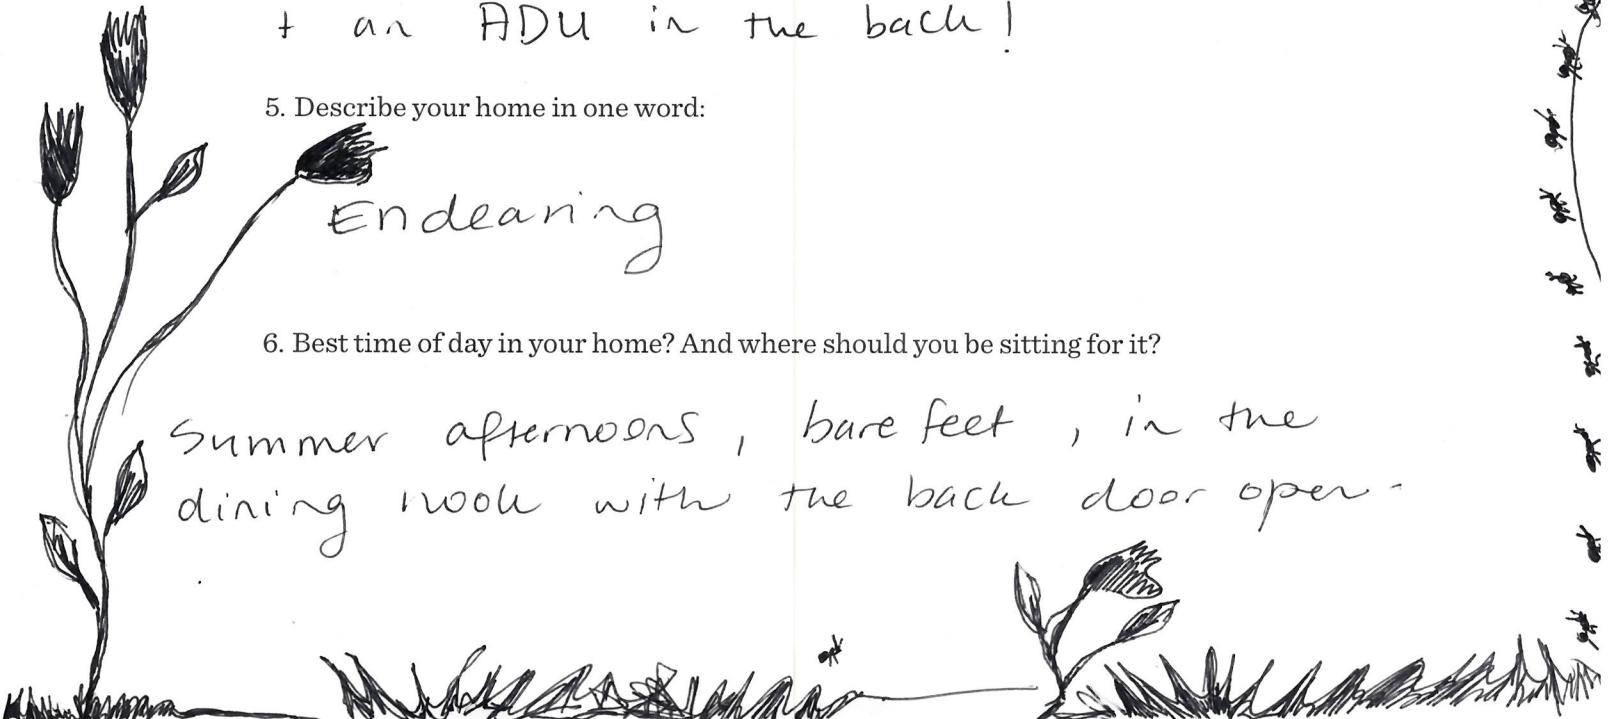 + an ADU in the back!
5. Describe your home in one word:
Endearing
6. Best time of day in your home? And where should you be sitting for it?
Summer afternoons, bare feet, in the
dining nook with the back door open.